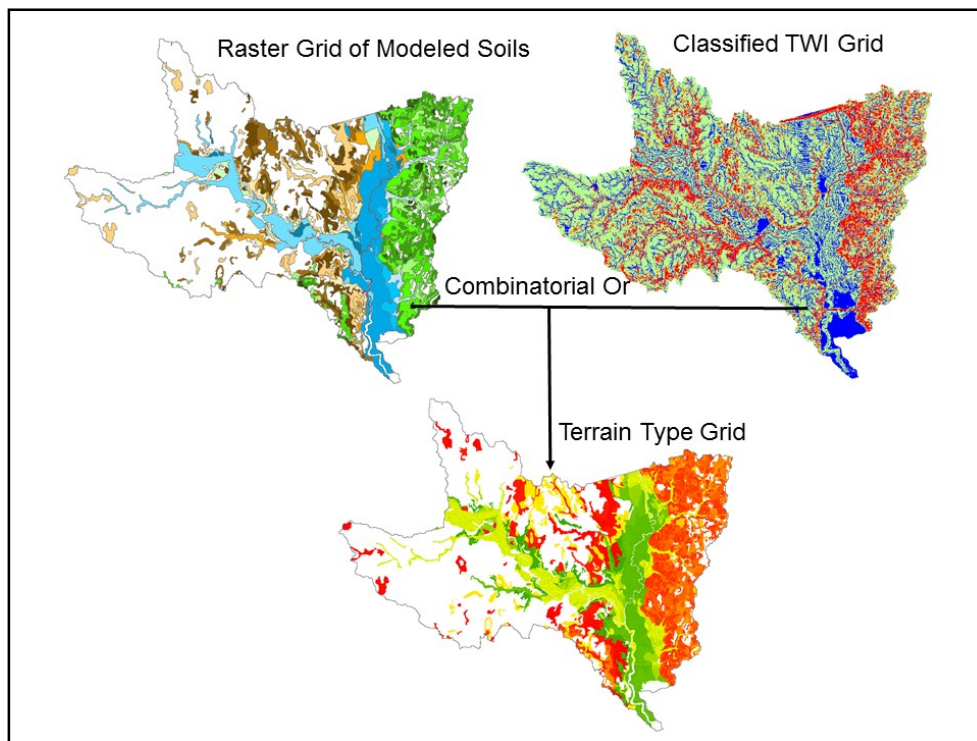 Raster Grid of Modeled Soils
Classified TWI Grid
Combinatorial Or
Terrain Type Grid